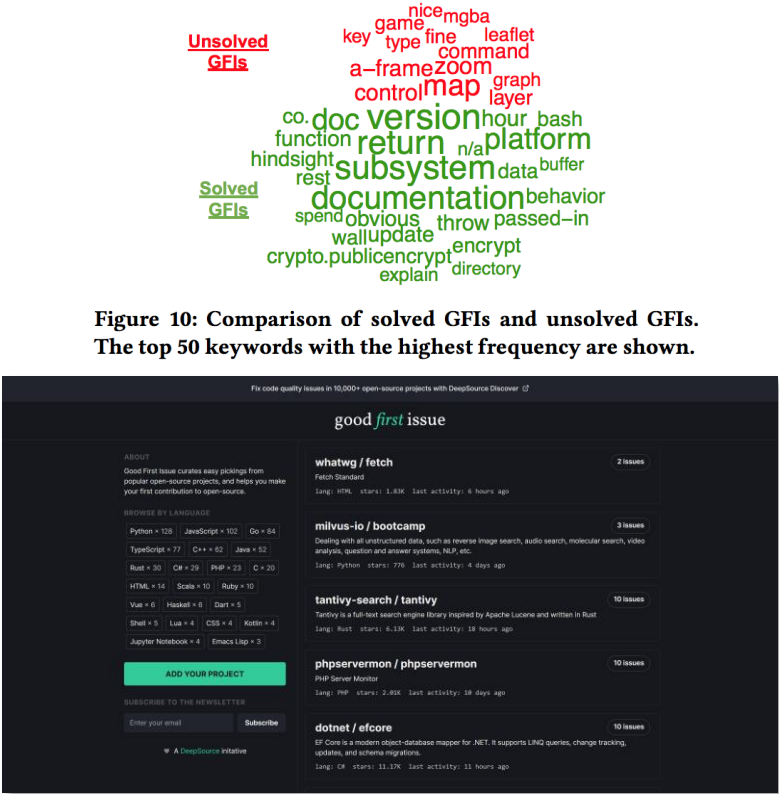 Unsolved
GFIs
nice mgba
game
key type fine leaflet
command
a-frame zoom
control map graph
layer
co. doc version hour bash
function return n/a platform
hindsight subsystem data buffer
rest
Solved
GFIs
documentation behavior
spend obvious throw passed-in
wall update
crypto.publicencrypt encrypt
explain directory
Figure 10: Comparison of solved GFIs and unsolved GFIs.
The top 50 keywords with the highest frequency are shown.
Fix code quality issues in 10,000+ open-source projects with DeepSource Discover
good first issue
ABOUT
Good First Issue curates easy pickings from
popular open-source projects, and helps you make
your first contribution to open-source.
BROWSE BY LANGUAGE
Python × 128 JavaScript × 102 Go × 84
TypeScript × 77 C++ × 62 Java × 52
Rust × 30 C# × 29 PHP × 23 C × 20
HTML × 14 Scala × 10 Ruby × 10
Vue × 6 Haskell × 6 Dart × 5
Shell × 5 Lua × 4 CSS × 4 Kotlin × 4
Jupyter Notebook × 4 Emacs Lisp × 3
ADD YOUR PROJECT
SUBSCRIBE TO THE NEWSLETTER
Enter your email Subscribe
A DeepSource initative
whatwg / fetch 2 issues
Fetch Standard
lang: HTML stars: 1.83K last activity: 6 hours ago
milvus-io / bootcamp 3 issues
Dealing with all unstructured data, such as reverse image search, audio search, molecular search, video
analysis, question and answer systems, NLP, etc.
lang: Python stars: 776 last activity: 4 days ago
tantivy-search / tantivy 10 issues
Tantivy is a full-text search engine library inspired by Apache Lucene and written in Rust
lang: Rust stars: 6.13K last activity: 10 hours ago
phpservermon / phpservermon 10 issues
PHP Server Monitor
lang: PHP stars: 2.01K last activity: 10 days ago
dotnet / efcore 10 issues
EF Core is a modern object-database mapper for .NET. It supports LINQ queries, change tracking,
updates, and schema migrations.
lang: C# stars: 11.17K last activity: 11 hours ago